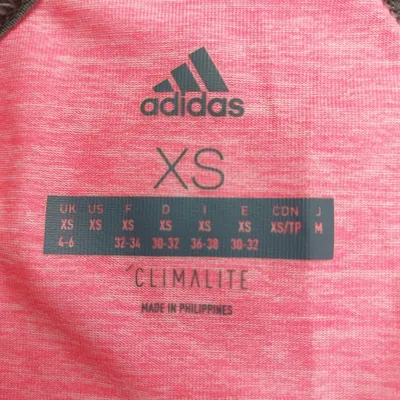 adidas
XS
UK US F D I E CDN J
XS XS XS XS XS XS XS/TP M
4-6 32-34 30-32 36-38 30-32
CLIMALITE
MADE IN PHILIPPINES